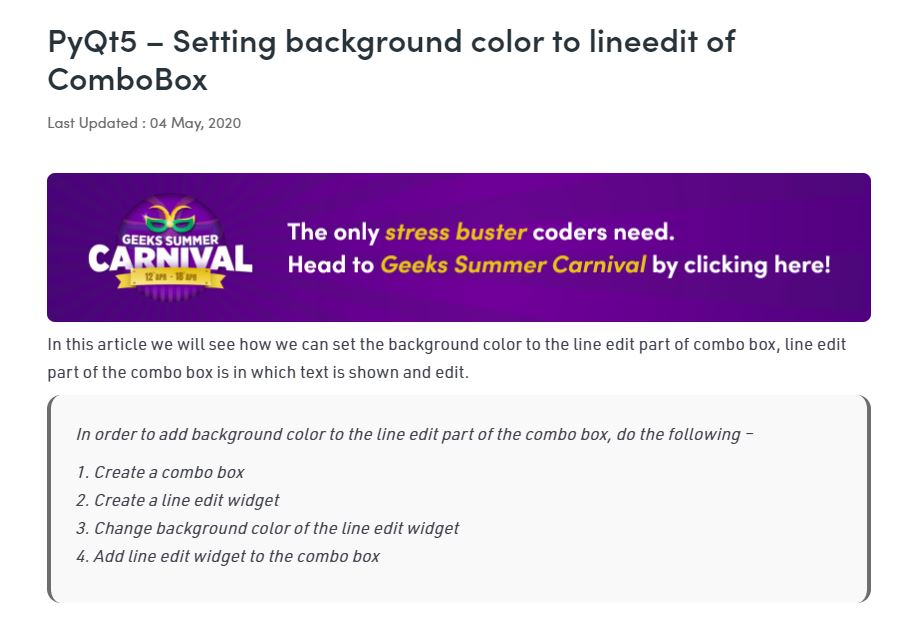 PyQt5 – Setting background color to lineedit of
ComboBox
Last Updated : 04 May, 2020
GEEKS SUMMER
CARNIVAL
12 APR - 18 APR
The only stress buster coders need.
Head to Geeks Summer Carnival by clicking here!
In this article we will see how we can set the background color to the line edit part of combo box, line edit
part of the combo box is in which text is shown and edit.
In order to add background color to the line edit part of the combo box, do the following –
1. Create a combo box
2. Create a line edit widget
3. Change background color of the line edit widget
4. Add line edit widget to the combo box